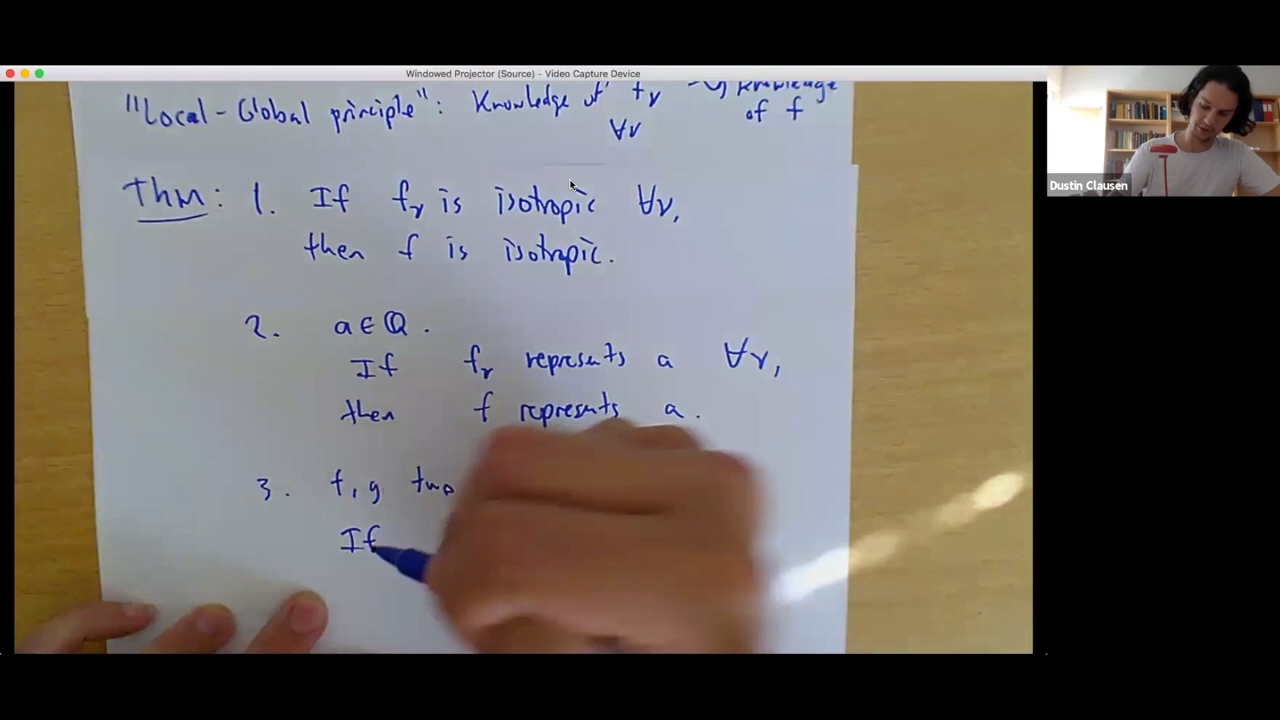 Windowed Projector (Source) - Video Capture Device
"Local-Global principle": Knowledge of f_v ⇝ knowledge
∀v of f
Thm: 1. If f_v is isotropic ∀v,
then f is isotropic.
2. a ∈ ℚ.
If f_v represents a ∀v,
then f represents a.
3. f, g two
If
Dustin Clausen